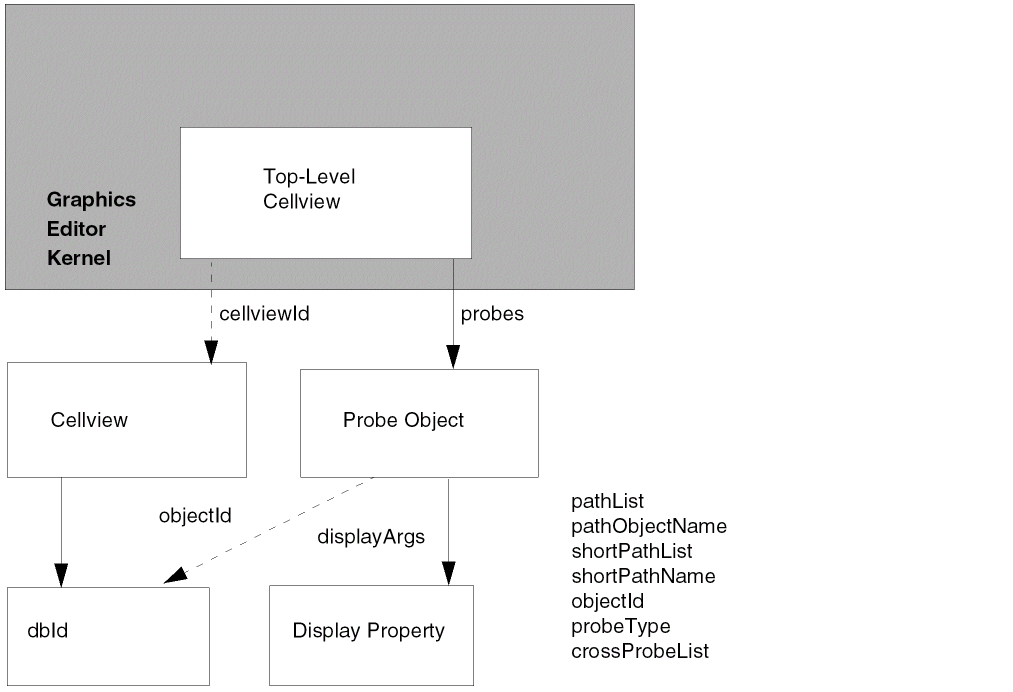 Top-Level
Cellview
Graphics
Editor
Kernel
cellviewId
probes
Cellview
Probe Object
objectId
displayArgs
dbId
Display Property
pathList
pathObjectName
shortPathList
shortPathName
objectId
probeType
crossProbeList